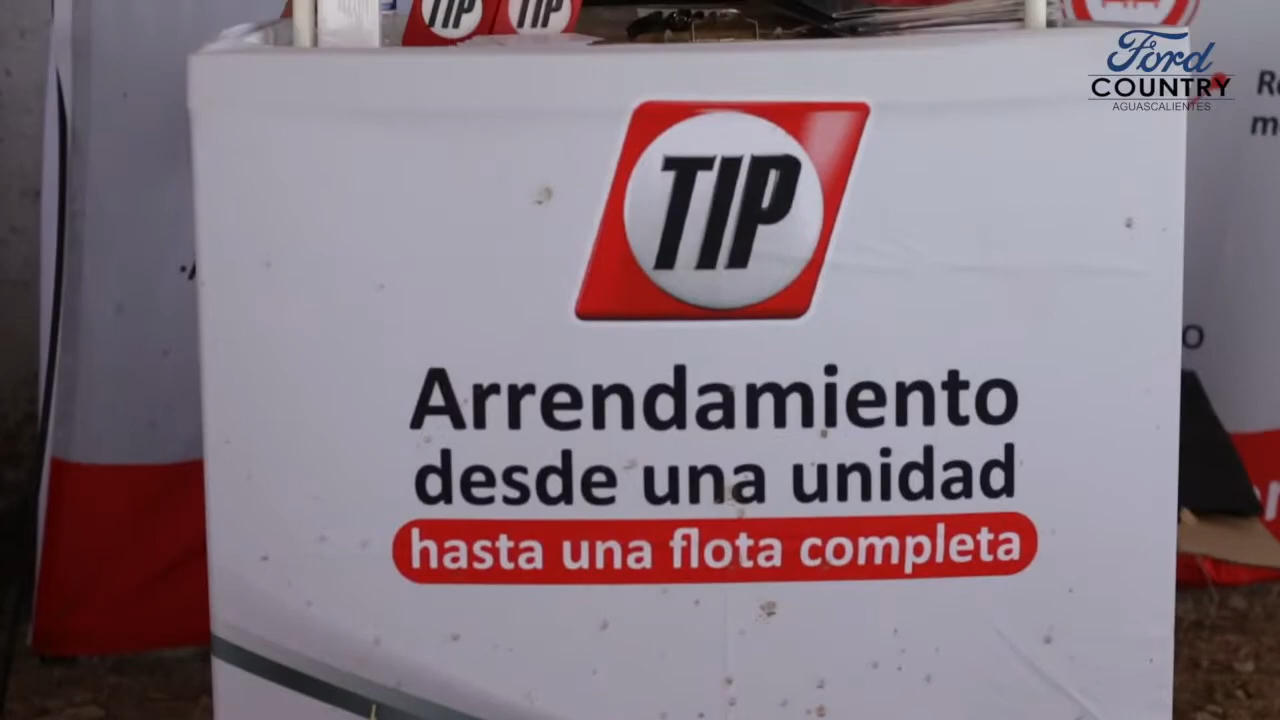 TIP TIP
Ford
COUNTRY
AGUASCALIENTES
TIP
Arrendamiento
desde una unidad
hasta una flota completa